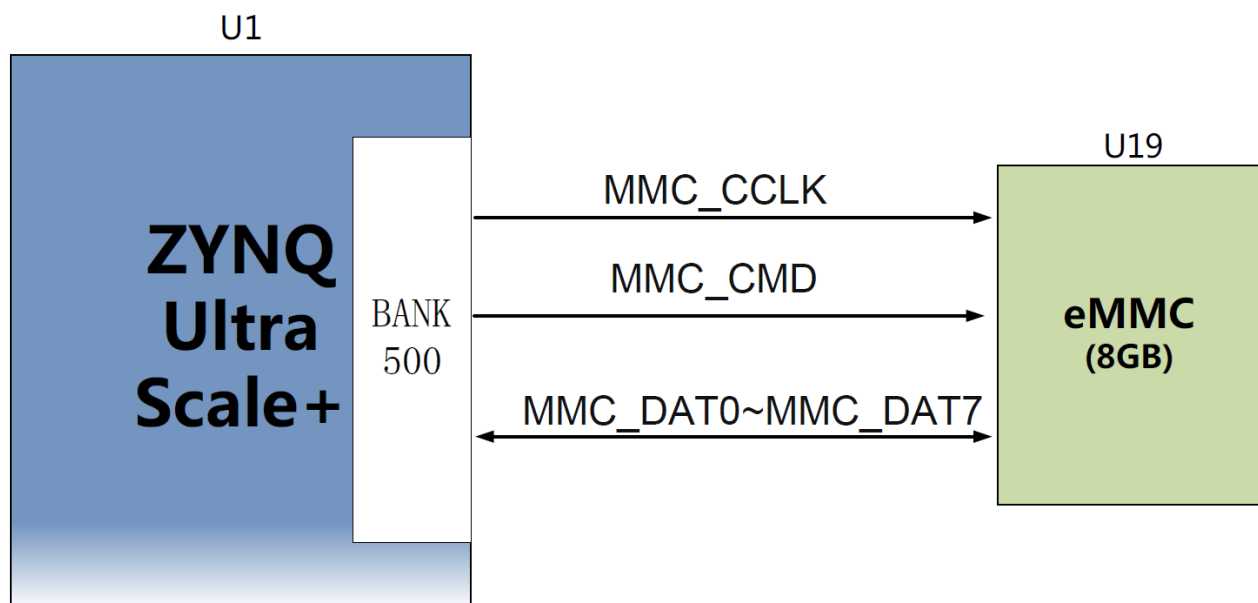 U1
ZYNQ
Ultra
Scale+
BANK
500
MMC_CCLK
MMC_CMD
MMC_DAT0~MMC_DAT7
U19
eMMC
(8GB)